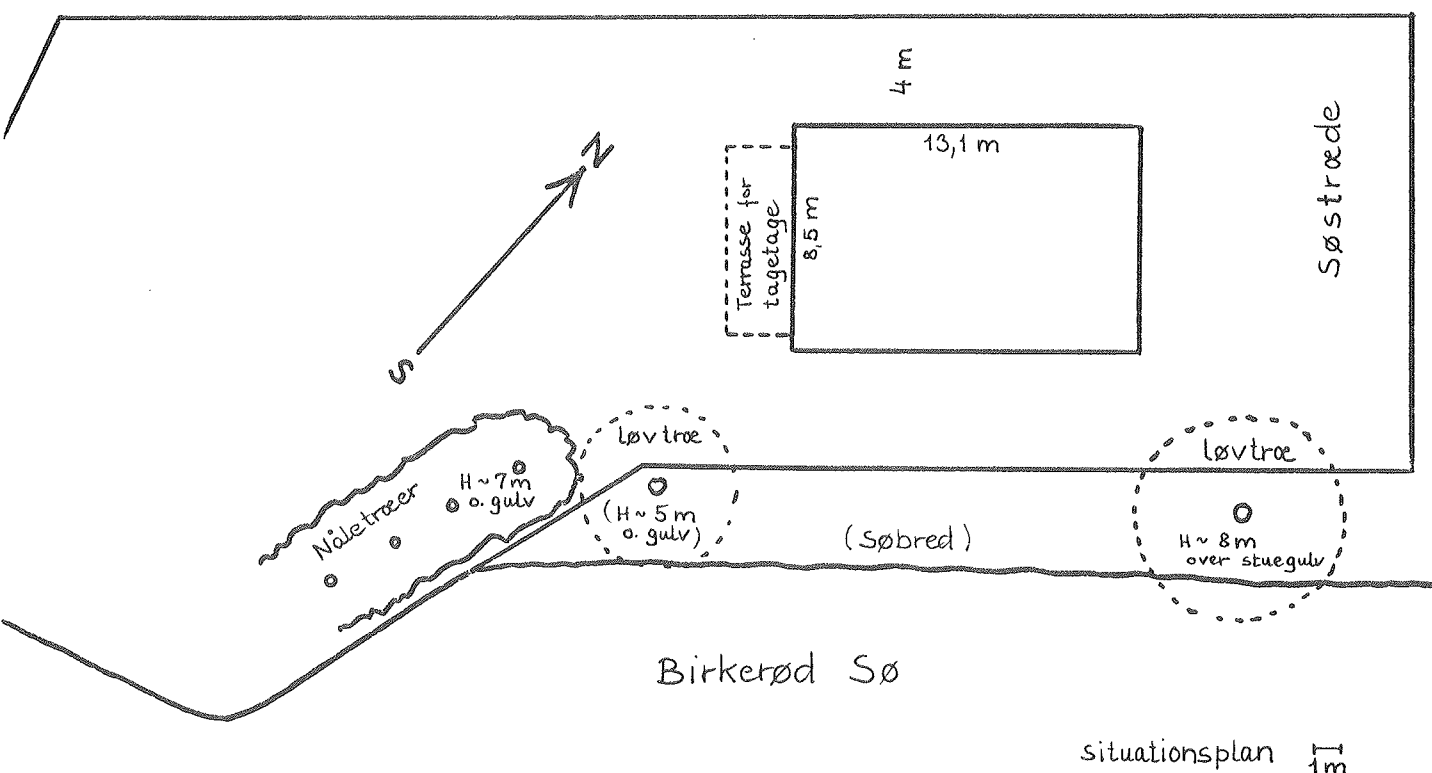 4 m
13,1 m
8,5 m
Terrasse for
tagetage
Søstræde
N
S
løvtræ
(H ~ 5 m
o. gulv)
løvtræ
H ~ 8 m
over stuegulv
Nåletræer
H ~ 7 m
o. gulv
(Søbred)
Birkerød Sø
situationsplan
1m